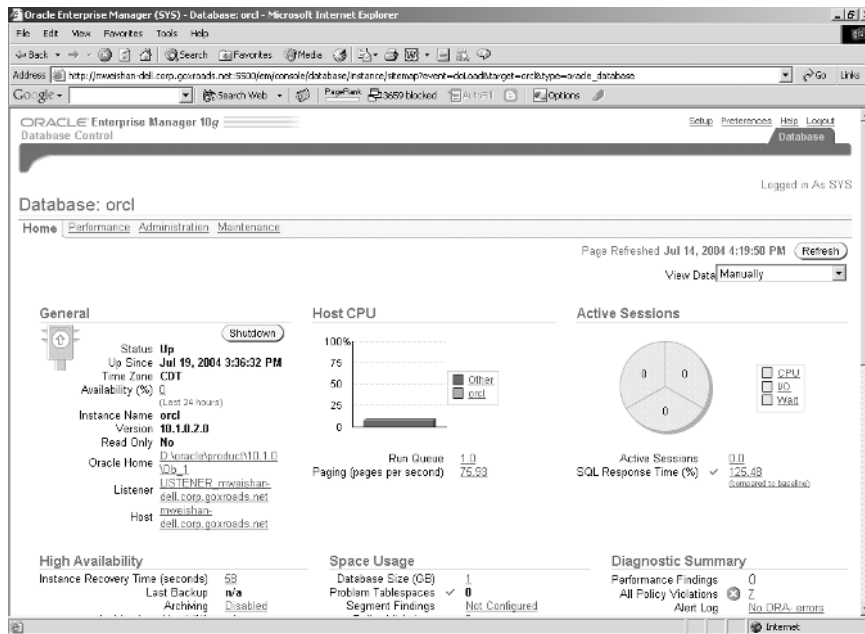 Oracle Enterprise Manager (SYS) - Database: orcl - Microsoft Internet Explorer
File Edit View Favorites Tools Help
Back Search Favorites Media
Address http://mweishan-dell.corp.goxroads.net:5500/em/console/database/instance/sitemap?event=doLoad&target=orcl&type=oracle_database Go Links
Google Search Web PageRank 3659 blocked AutoFill Options
ORACLE Enterprise Manager 10g
Database Control
Setup Preferences Help Logout
Database
Logged in As SYS
Database: orcl
Home Performance Administration Maintenance
Page Refreshed Jul 14, 2004 4:19:50 PM Refresh
View Data Manually
General
Shutdown
Status Up
Up Since Jul 19, 2004 3:36:32 PM
Time Zone CDT
Availability (%) 0
(Last 24 hours)
Instance Name orcl
Version 10.1.0.2.0
Read Only No
Oracle Home D:\oracle\product\10.1.0
\Db_1
Listener LISTENER_mweishan-
dell.corp.goxroads.net
Host mweishan-
dell.corp.goxroads.net
Host CPU
100%
75
50
25
0
Other
orcl
Run Queue 1.0
Paging (pages per second) 75.93
Active Sessions
0 0
0
CPU
I/O
Wait
Active Sessions 0.0
SQL Response Time (%) 125.48
(compared to baseline)
High Availability
Instance Recovery Time (seconds) 58
Last Backup n/a
Archiving Disabled
Space Usage
Database Size (GB) 1
Problem Tablespaces 0
Segment Findings Not Configured
Diagnostic Summary
Performance Findings 0
All Policy Violations 7
Alert Log No ORA- errors
Internet